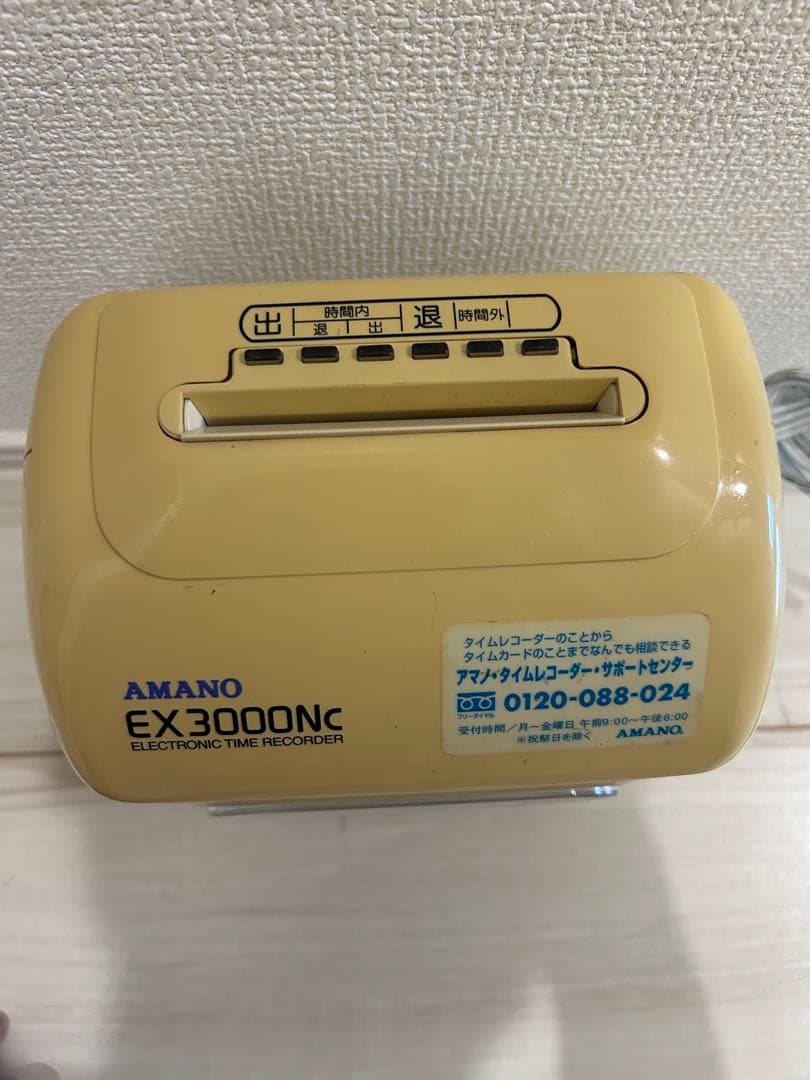 出 時間内 退 出 退 時間外
タイムレコーダーのことから
タイムカードのことまでなんでも相談できる
アマノ・タイムレコーダー・サポートセンター
フリーダイヤル 0120-088-024
受付時間/月〜金曜日 午前9:00〜午後6:00
※祝祭日を除く AMANO.
AMANO
EX3000Nc
ELECTRONIC TIME RECORDER